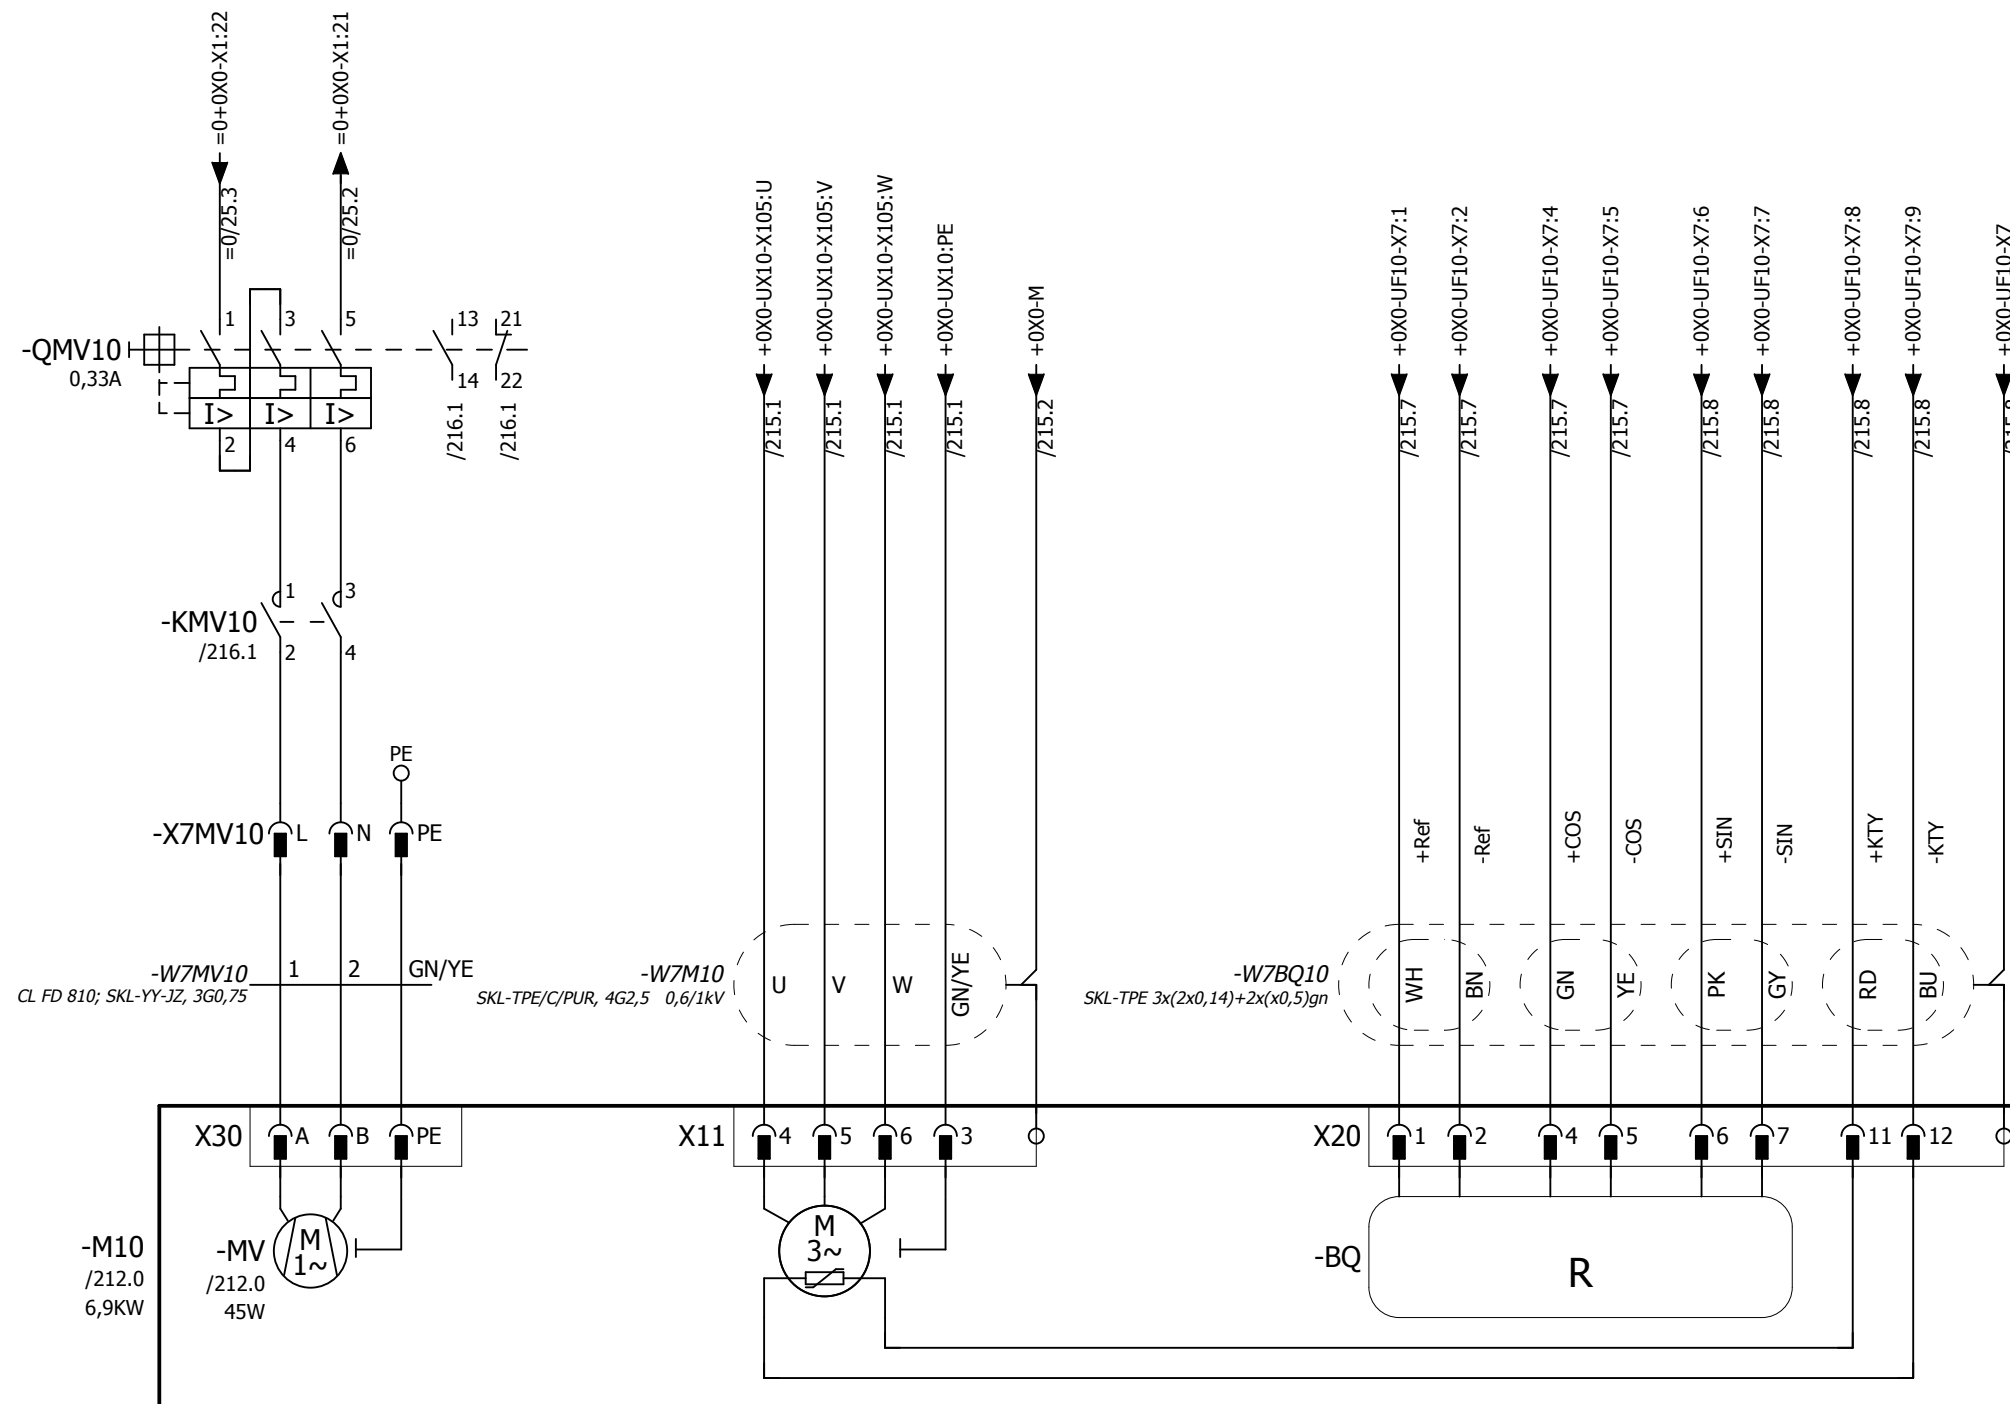 =0+0X0-X1:22
=0+0X0-X1:21
=0/25.3
=0/25.2
-QMV10
0,33A
1
3
5
13
21
I>
I>
I>
2
4
6
14
22
/216.1
/216.1
+0X0-UX10-X105:U
+0X0-UX10-X105:V
+0X0-UX10-X105:W
+0X0-UX10:PE
+0X0-M
/215.1
/215.1
/215.1
/215.1
/215.2
+0X0-UF10-X7:1
+0X0-UF10-X7:2
+0X0-UF10-X7:4
+0X0-UF10-X7:5
+0X0-UF10-X7:6
+0X0-UF10-X7:7
+0X0-UF10-X7:8
+0X0-UF10-X7:9
+0X0-UF10-X7
/215.7
/215.7
/215.7
/215.7
/215.8
/215.8
/215.8
/215.8
/215.8
-KMV10
/216.1
1
3
2
4
PE
-X7MV10
L
N
PE
+Ref
-Ref
+COS
-COS
+SIN
-SIN
+KTY
-KTY
-W7MV10
CL FD 810; SKL-YY-JZ, 3G0,75
1
2
GN/YE
-W7M10
SKL-TPE/C/PUR, 4G2,5 0,6/1kV
U
V
W
GN/YE
-W7BQ10
SKL-TPE 3x(2x0,14)+2x(x0,5)gn
WH
BN
GN
YE
PK
GY
RD
BU
X30
A
B
PE
X11
4
5
6
3
X20
1
2
4
5
6
7
11
12
-M10
/212.0
6,9KW
-MV
/212.0
45W
M
1~
M
3~
-BQ
R